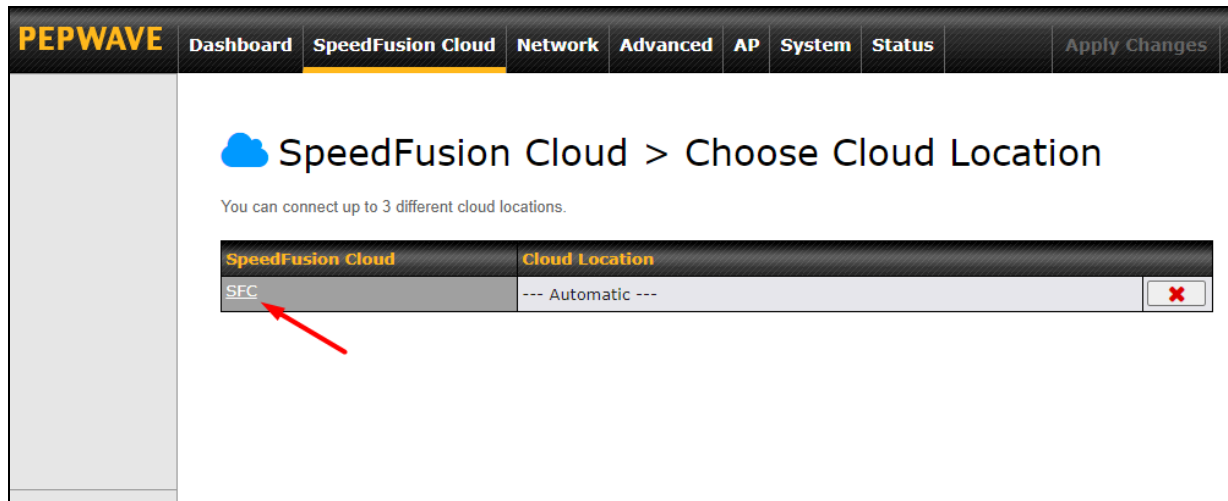 PEPWAVE Dashboard SpeedFusion Cloud Network Advanced AP System Status Apply Changes
SpeedFusion Cloud > Choose Cloud Location
You can connect up to 3 different cloud locations.
SpeedFusion Cloud Cloud Location
SFC --- Automatic ---